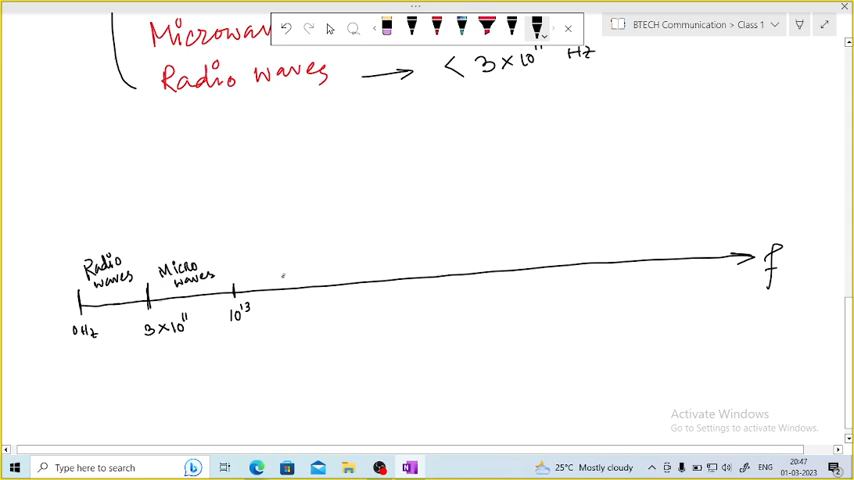 BTECH Communication > Class 1
Microwav
Radio waves → < 3×10¹¹ Hz
Radio waves
Micro waves
f
0Hz
3×10¹¹
10¹³
Activate Windows
Go to Settings to activate Windows.
Type here to search
25°C Mostly cloudy
ENG
20:47
01-03-2023
2